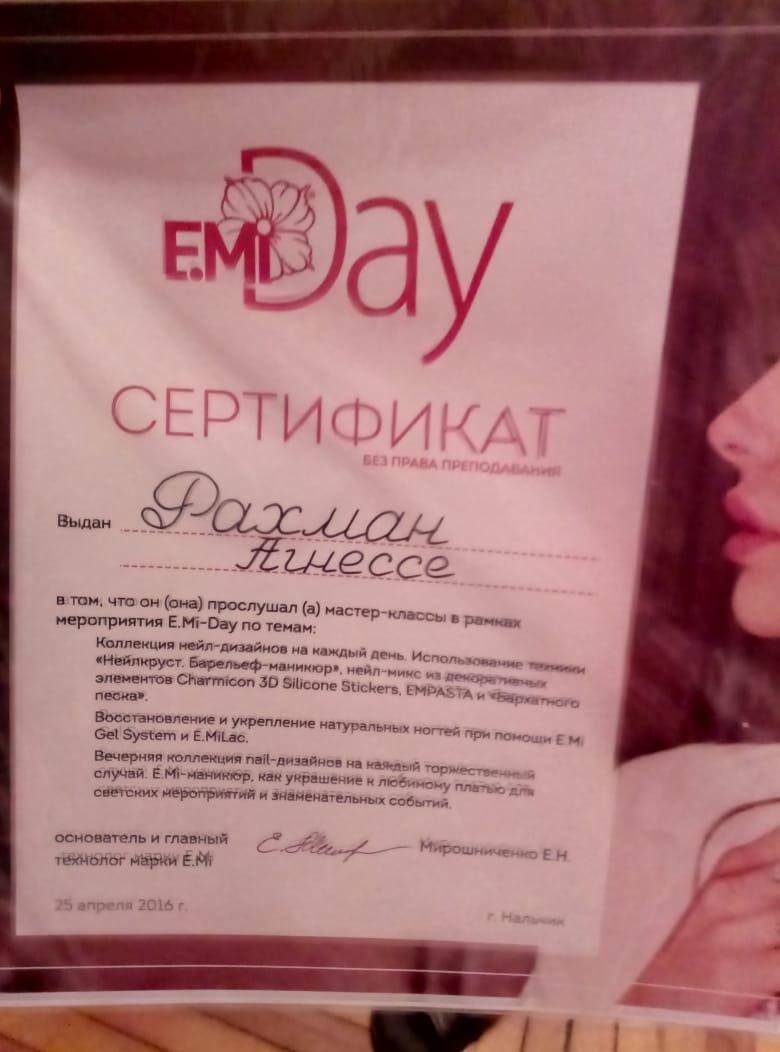 E.Mi Day
СЕРТИФИКАТ
БЕЗ ПРАВА ПРЕПОДАВАНИЯ
Выдан Рахман
Агнессе
в том, что он (она) прослушал (а) мастер-классы в рамках
мероприятия E.Mi-Day по темам:
Коллекция нейл-дизайнов на каждый день. Использование техники
«Нейлкруст. Барельеф-маникюр», нейл-микс из декоративных
элементов Charmicon 3D Silicone Stickers, EMPASTA и «Бархатного
песка».
Восстановление и укрепление натуральных ногтей при помощи E.Mi
Gel System и E.MiLac.
Вечерняя коллекция nail-дизайнов на каждый торжественный
случай. E.Mi-маникюр, как украшение к любимому платью для
светских мероприятий и знаменательных событий.
основатель и главный
технолог марки E.Mi
Мирошниченко Е.Н.
25 апреля 2016 г.
г. Нальчик